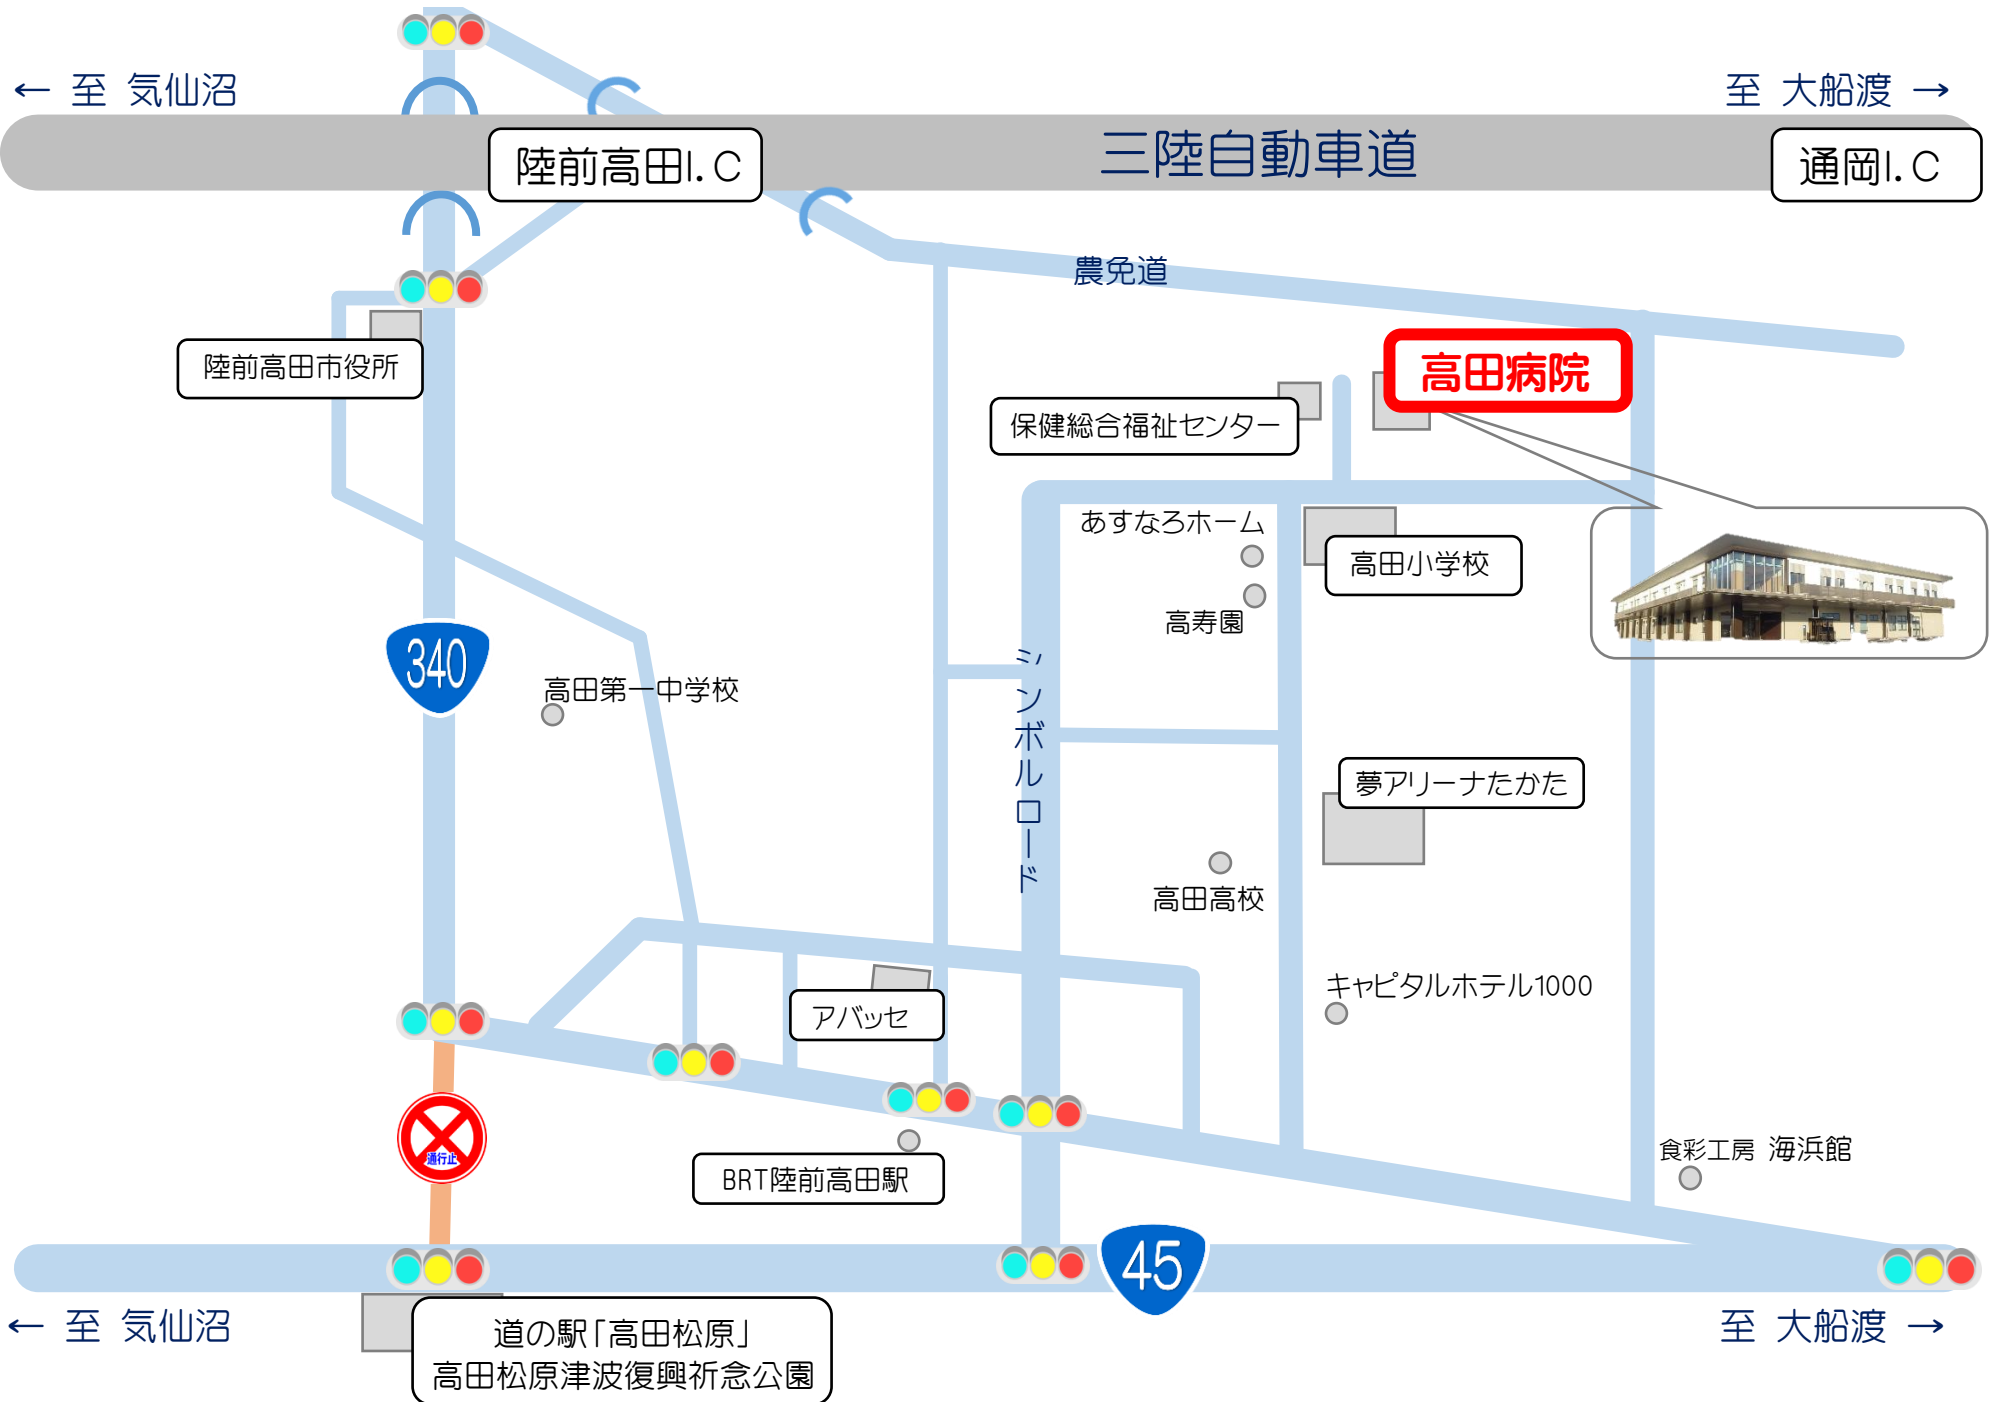 ← 至 気仙沼
至 大船渡 →
三陸自動車道
陸前高田I.C
通岡I.C
農免道
陸前高田市役所
高田病院
保健総合福祉センター
あすなろホーム
高田小学校
高寿園
340
シンボルロード
高田第一中学校
夢アリーナたかた
高田高校
キャピタルホテル1000
アバッセ
通行止
BRT陸前高田駅
食彩工房 海浜館
45
← 至 気仙沼
至 大船渡 →
道の駅「高田松原」
高田松原津波復興祈念公園